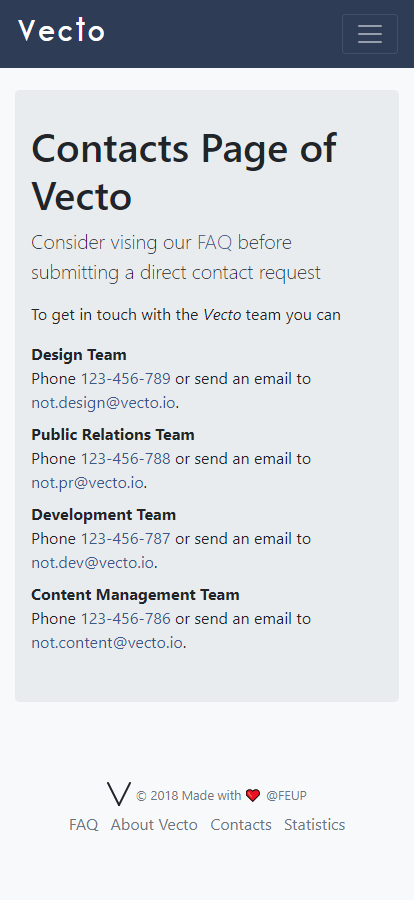 Vecto
Contacts Page of
Vecto
Consider vising our FAQ before
submitting a direct contact request
To get in touch with the Vecto team you can
Design Team
Phone 123-456-789 or send an email to
not.design@vecto.io.
Public Relations Team
Phone 123-456-788 or send an email to
not.pr@vecto.io.
Development Team
Phone 123-456-787 or send an email to
not.dev@vecto.io.
Content Management Team
Phone 123-456-786 or send an email to
not.content@vecto.io.
© 2018 Made with ❤ @FEUP
FAQ About Vecto Contacts Statistics